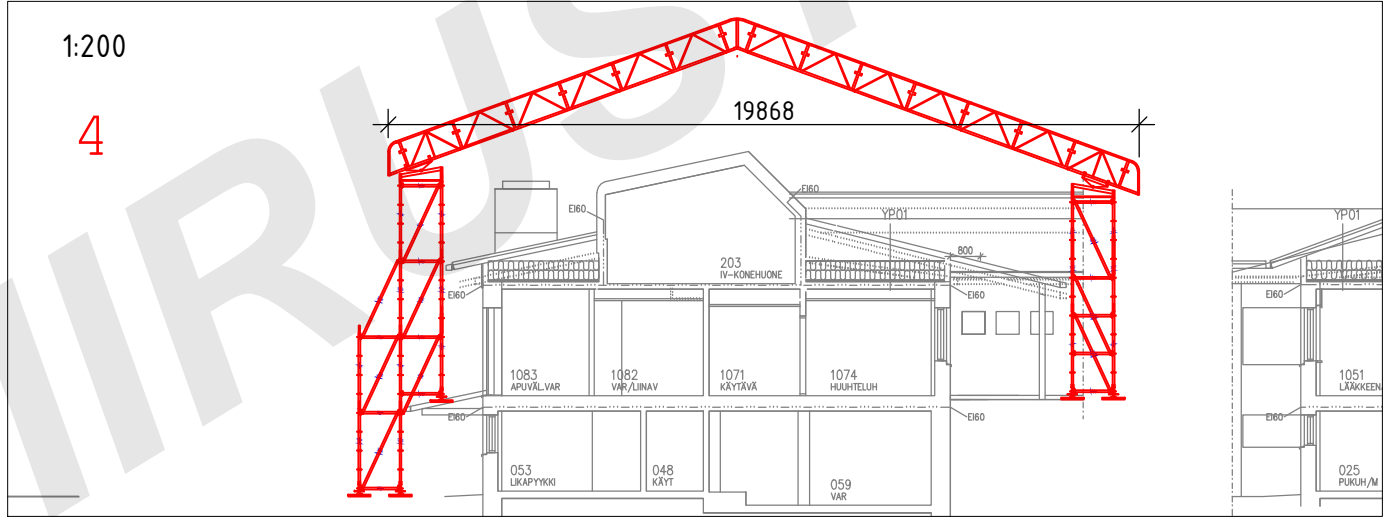 1:200
4
19868
EI60
YP01
YP01
EI60
800
203
IV-KONEHUONE
EI60
EI60
EI60
1083
APUVÄL.VAR
1082
VAR/LIINAV
1071
KÄYTÄVÄ
1074
HUUHTELUH
1051
LÄÄKKEEN
EI60
EI60
EI60
053
LIKAPYYKKI
048
KÄYT
059
VAR
025
PUKUH/M
IIRUS